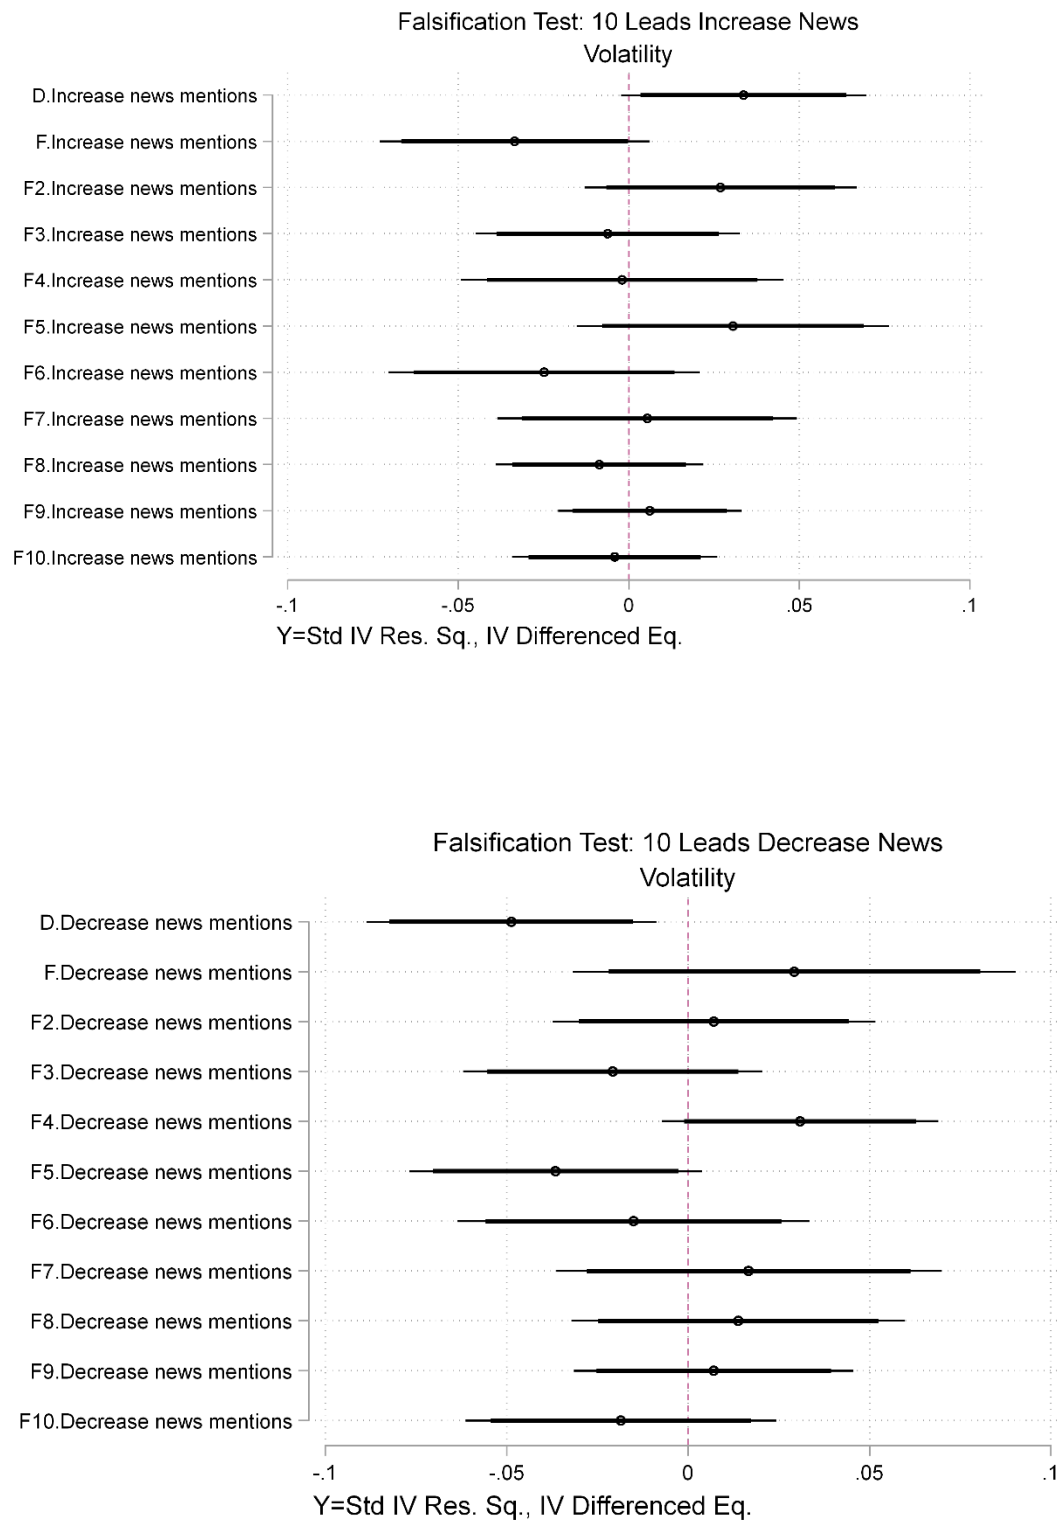 Falsification Test: 10 Leads Increase News
Volatility
D.Increase news mentions
F.Increase news mentions
F2.Increase news mentions
F3.Increase news mentions
F4.Increase news mentions
F5.Increase news mentions
F6.Increase news mentions
F7.Increase news mentions
F8.Increase news mentions
F9.Increase news mentions
F10.Increase news mentions
-.1 -.05 0 .05 .1
Y=Std IV Res. Sq., IV Differenced Eq.
Falsification Test: 10 Leads Decrease News
Volatility
D.Decrease news mentions
F.Decrease news mentions
F2.Decrease news mentions
F3.Decrease news mentions
F4.Decrease news mentions
F5.Decrease news mentions
F6.Decrease news mentions
F7.Decrease news mentions
F8.Decrease news mentions
F9.Decrease news mentions
F10.Decrease news mentions
-.1 -.05 0 .05 .1
Y=Std IV Res. Sq., IV Differenced Eq.